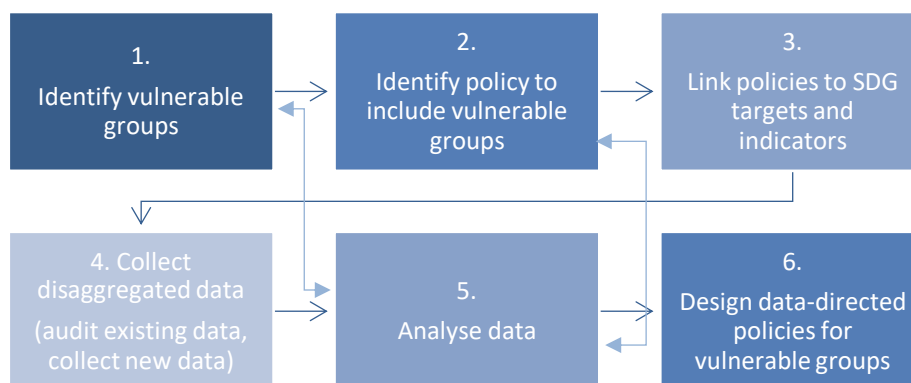 1.
Identify vulnerable
groups
2.
Identify policy to
include vulnerable
groups
3.
Link policies to SDG
targets and
indicators
4. Collect
disaggregated data
(audit existing data,
collect new data)
5.
Analyse data
6.
Design data-directed
policies for
vulnerable groups